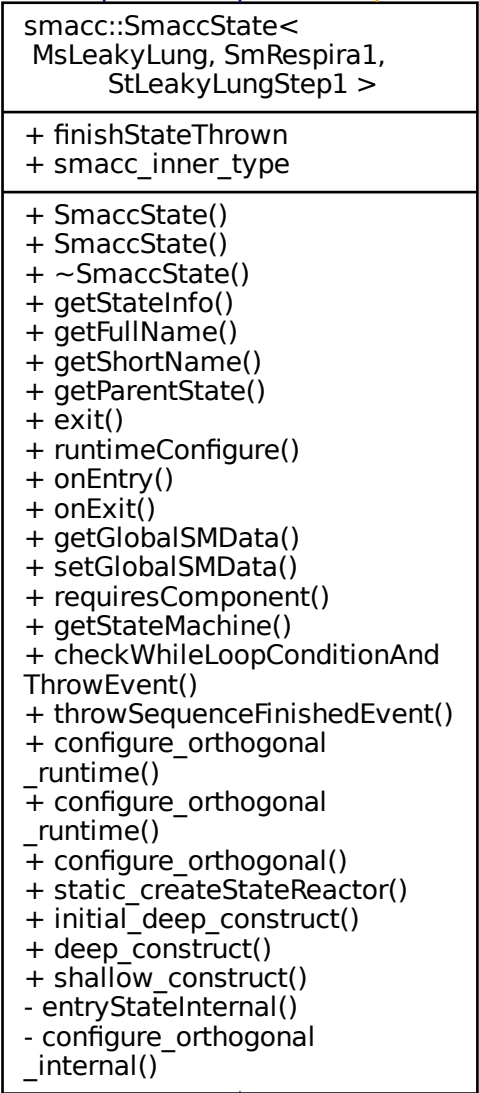 smacc::SmaccState<
MsLeakyLung, SmRespira1,
StLeakyLungStep1 >
+ finishStateThrown
+ smacc_inner_type
+ SmaccState()
+ SmaccState()
+ ~SmaccState()
+ getStateInfo()
+ getFullName()
+ getShortName()
+ getParentState()
+ exit()
+ runtimeConfigure()
+ onEntry()
+ onExit()
+ getGlobalSMData()
+ setGlobalSMData()
+ requiresComponent()
+ getStateMachine()
+ checkWhileLoopConditionAnd
ThrowEvent()
+ throwSequenceFinishedEvent()
+ configure_orthogonal
_runtime()
+ configure_orthogonal
_runtime()
+ configure_orthogonal()
+ static_createStateReactor()
+ initial_deep_construct()
+ deep_construct()
+ shallow_construct()
- entryStateInternal()
- configure_orthogonal
_internal()